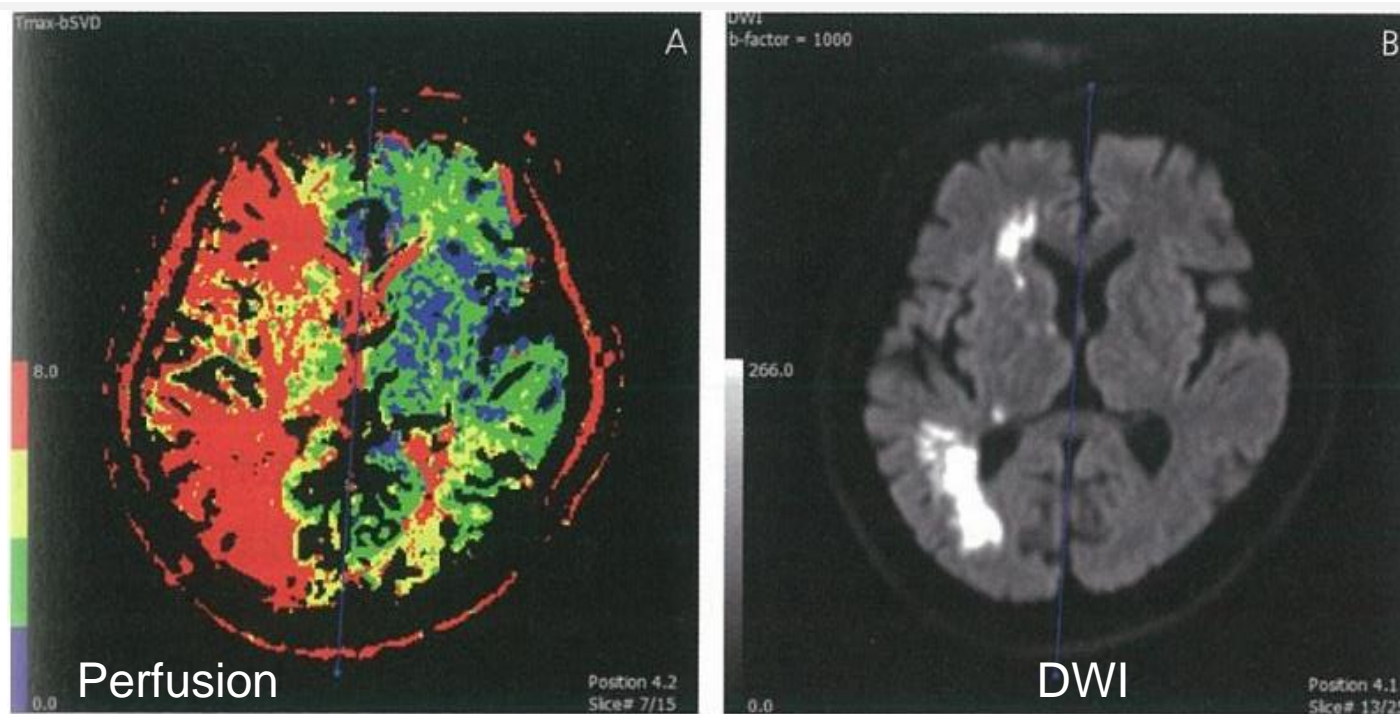 Tmax-bSVD
A
8.0
0.0
Perfusion
Position 4.2
Slice# 7/15
DWI
b-factor = 1000
B
266.0
0.0
DWI
Position 4.1